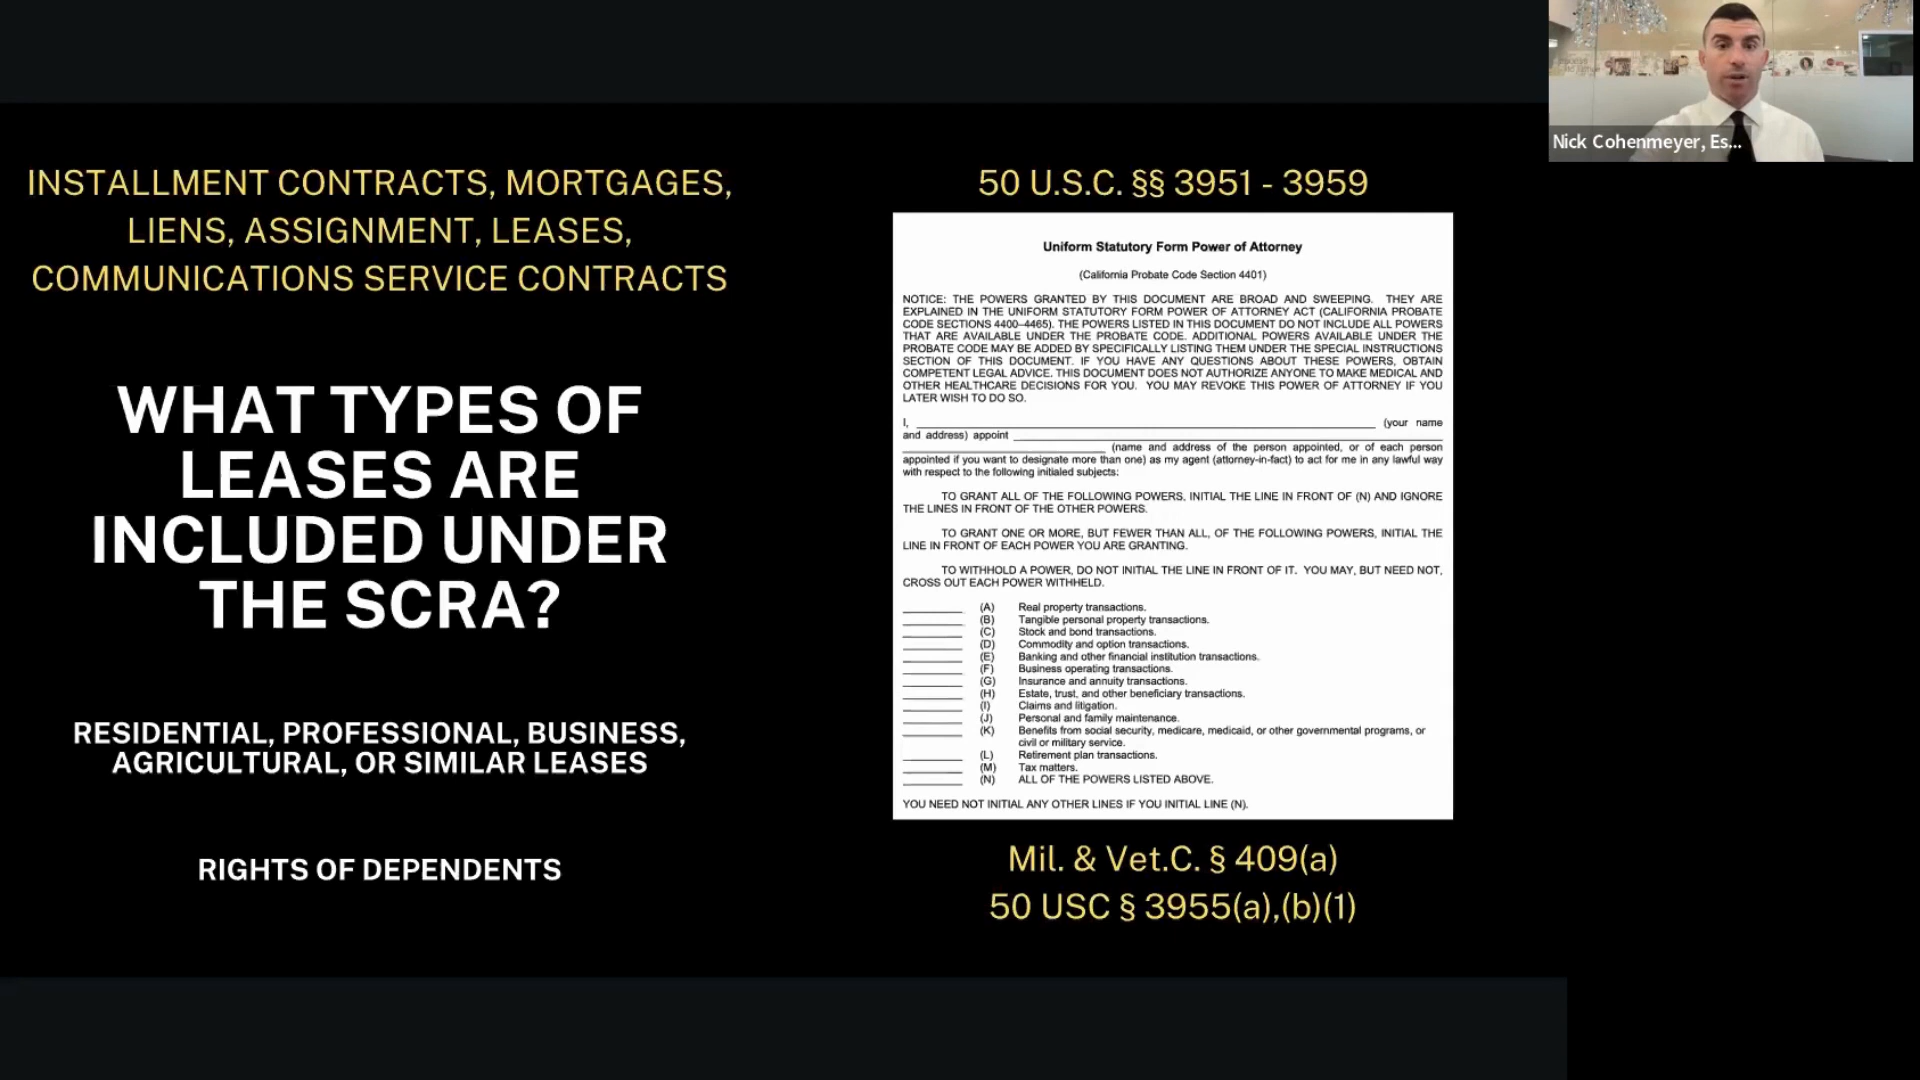 INSTALLMENT CONTRACTS, MORTGAGES,
LIENS, ASSIGNMENT, LEASES,
COMMUNICATIONS SERVICE CONTRACTS
WHAT TYPES OF
LEASES ARE
INCLUDED UNDER
THE SCRA?
RESIDENTIAL, PROFESSIONAL, BUSINESS,
AGRICULTURAL, OR SIMILAR LEASES
RIGHTS OF DEPENDENTS
50 U.S.C. §§ 3951 - 3959
Uniform Statutory Form Power of Attorney
(California Probate Code Section 4401)
NOTICE: THE POWERS GRANTED BY THIS DOCUMENT ARE BROAD AND SWEEPING. THEY ARE
EXPLAINED IN THE UNIFORM STATUTORY FORM POWER OF ATTORNEY ACT (CALIFORNIA PROBATE
CODE SECTIONS 4400–4465). THE POWERS LISTED IN THIS DOCUMENT DO NOT INCLUDE ALL POWERS
THAT ARE AVAILABLE UNDER THE PROBATE CODE. ADDITIONAL POWERS AVAILABLE UNDER THE
PROBATE CODE MAY BE ADDED BY SPECIFICALLY LISTING THEM UNDER THE SPECIAL INSTRUCTIONS
SECTION OF THIS DOCUMENT. IF YOU HAVE ANY QUESTIONS ABOUT THESE POWERS, OBTAIN
COMPETENT LEGAL ADVICE. THIS DOCUMENT DOES NOT AUTHORIZE ANYONE TO MAKE MEDICAL AND
OTHER HEALTHCARE DECISIONS FOR YOU. YOU MAY REVOKE THIS POWER OF ATTORNEY IF YOU
LATER WISH TO DO SO.
I, (your name
and address) appoint
(name and address of the person appointed, or of each person
appointed if you want to designate more than one) as my agent (attorney-in-fact) to act for me in any lawful way
with respect to the following initialed subjects:
TO GRANT ALL OF THE FOLLOWING POWERS, INITIAL THE LINE IN FRONT OF (N) AND IGNORE
THE LINES IN FRONT OF THE OTHER POWERS.
TO GRANT ONE OR MORE, BUT FEWER THAN ALL, OF THE FOLLOWING POWERS, INITIAL THE
LINE IN FRONT OF EACH POWER YOU ARE GRANTING.
TO WITHHOLD A POWER, DO NOT INITIAL THE LINE IN FRONT OF IT. YOU MAY, BUT NEED NOT,
CROSS OUT EACH POWER WITHHELD.
(A) Real property transactions.
(B) Tangible personal property transactions.
(C) Stock and bond transactions.
(D) Commodity and option transactions.
(E) Banking and other financial institution transactions.
(F) Business operating transactions.
(G) Insurance and annuity transactions.
(H) Estate, trust, and other beneficiary transactions.
(I) Claims and litigation.
(J) Personal and family maintenance.
(K) Benefits from social security, medicare, medicaid, or other governmental programs, or
civil or military service.
(L) Retirement plan transactions.
(M) Tax matters.
(N) ALL OF THE POWERS LISTED ABOVE.
YOU NEED NOT INITIAL ANY OTHER LINES IF YOU INITIAL LINE (N).
Mil. & Vet.C. § 409(a)
50 USC § 3955(a),(b)(1)
Nick Cohenmeyer, Es...